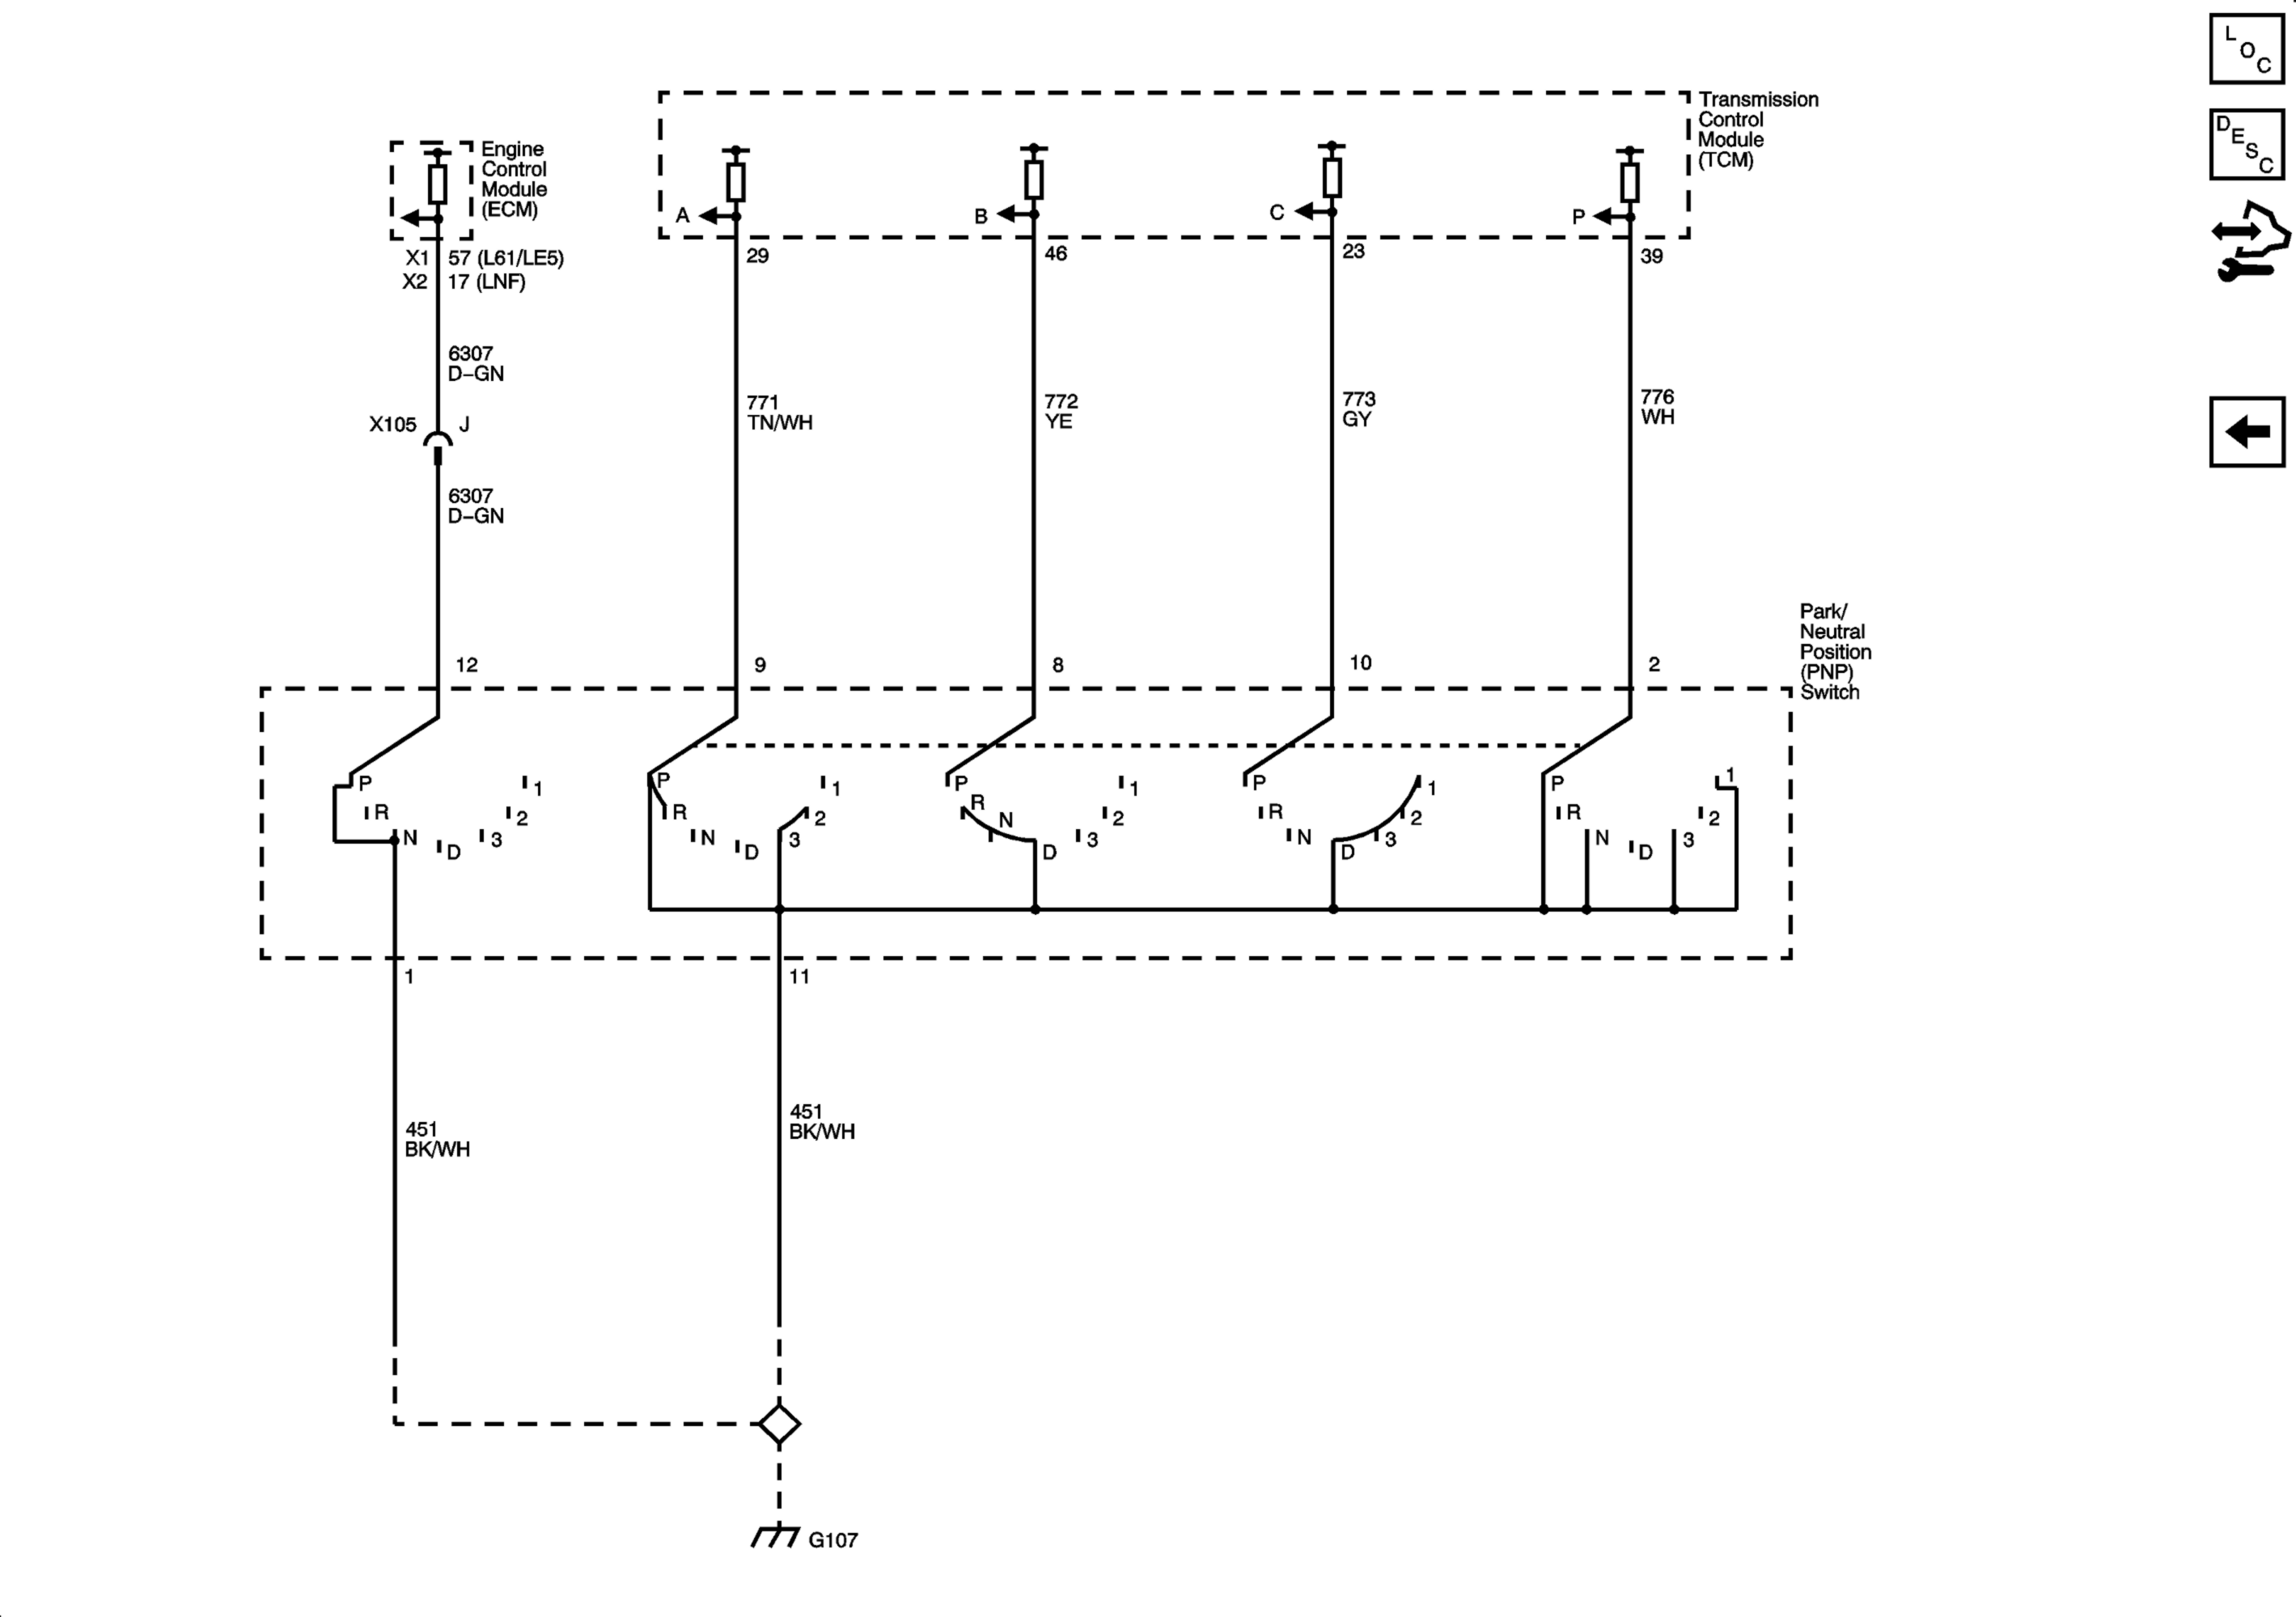 L
O
C
D
E
S
C
Transmission
Control
Module
(TCM)
Engine
Control
Module
(ECM)
A
B
C
P
X1 57 (L61/LE5)
X2 17 (LNF)
29
46
23
39
6307
D–GN
X105 J
6307
D–GN
771
TN/WH
772
YE
773
GY
776
WH
Park/
Neutral
Position
(PNP)
Switch
12
9
8
10
2
P
R
N
D
3
2
1
P
R
N
D
3
2
1
P
R
N
D
3
2
1
P
R
N
D
3
2
1
P
R
N
D
3
2
1
1
11
451
BK/WH
451
BK/WH
G107